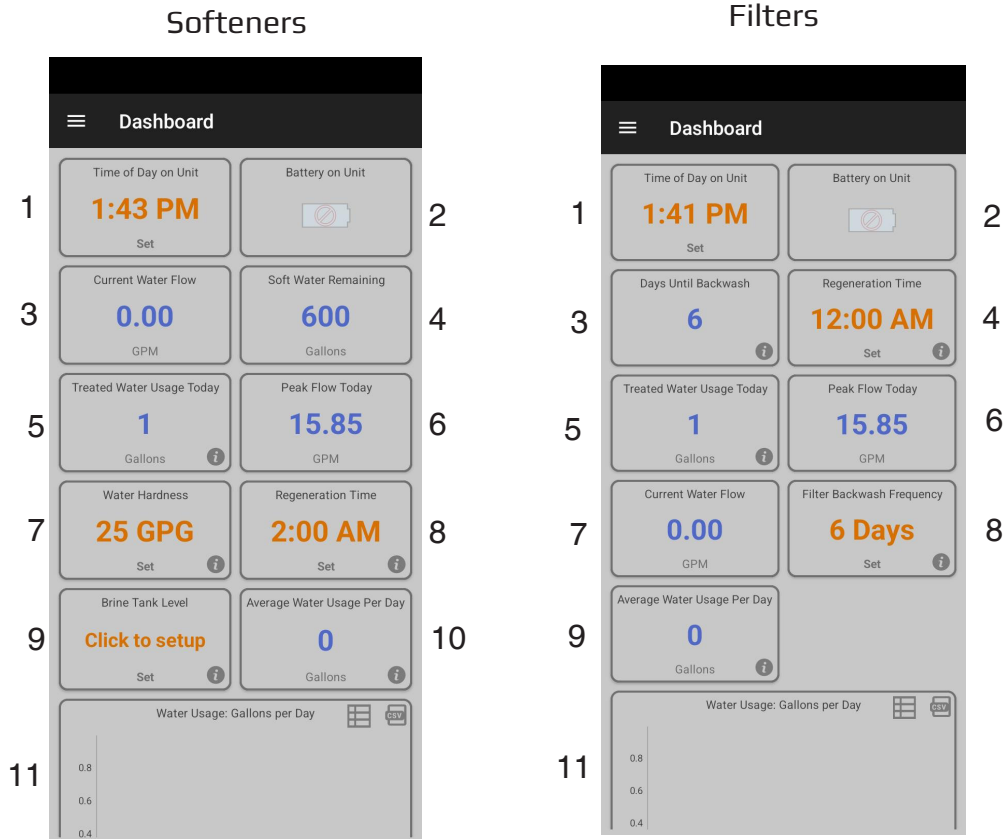 Softeners
Dashboard
1
Time of Day on Unit
1:43 PM
Set
Battery on Unit
2
3
Current Water Flow
0.00
GPM
Soft Water Remaining
600
Gallons
4
5
Treated Water Usage Today
1
Gallons
i
Peak Flow Today
15.85
GPM
6
7
Water Hardness
25 GPG
Set
i
Regeneration Time
2:00 AM
Set
i
8
9
Brine Tank Level
Click to setup
Set
i
Average Water Usage Per Day
0
Gallons
i
10
11
Water Usage: Gallons per Day
CSV
0.8
0.6
0.4
Filters
Dashboard
1
Time of Day on Unit
1:41 PM
Set
Battery on Unit
2
3
Days Until Backwash
6
i
Regeneration Time
12:00 AM
Set
i
4
5
Treated Water Usage Today
1
Gallons
i
Peak Flow Today
15.85
GPM
6
7
Current Water Flow
0.00
GPM
Filter Backwash Frequency
6 Days
Set
i
8
9
Average Water Usage Per Day
0
Gallons
i
11
Water Usage: Gallons per Day
CSV
0.8
0.6
0.4